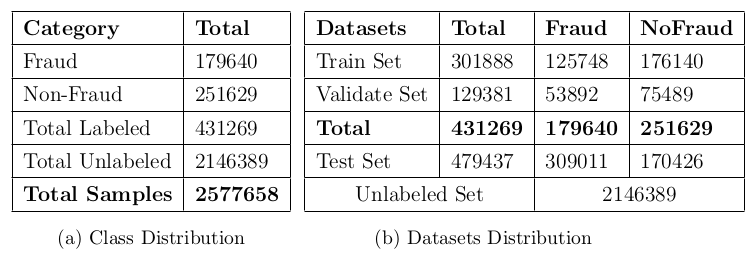 Category Total
Fraud 179640
Non-Fraud 251629
Total Labeled 431269
Total Unlabeled 2146389
Total Samples 2577658
(a) Class Distribution
Datasets Total Fraud NoFraud
Train Set 301888 125748 176140
Validate Set 129381 53892 75489
Total 431269 179640 251629
Test Set 479437 309011 170426
Unlabeled Set 2146389
(b) Datasets Distribution